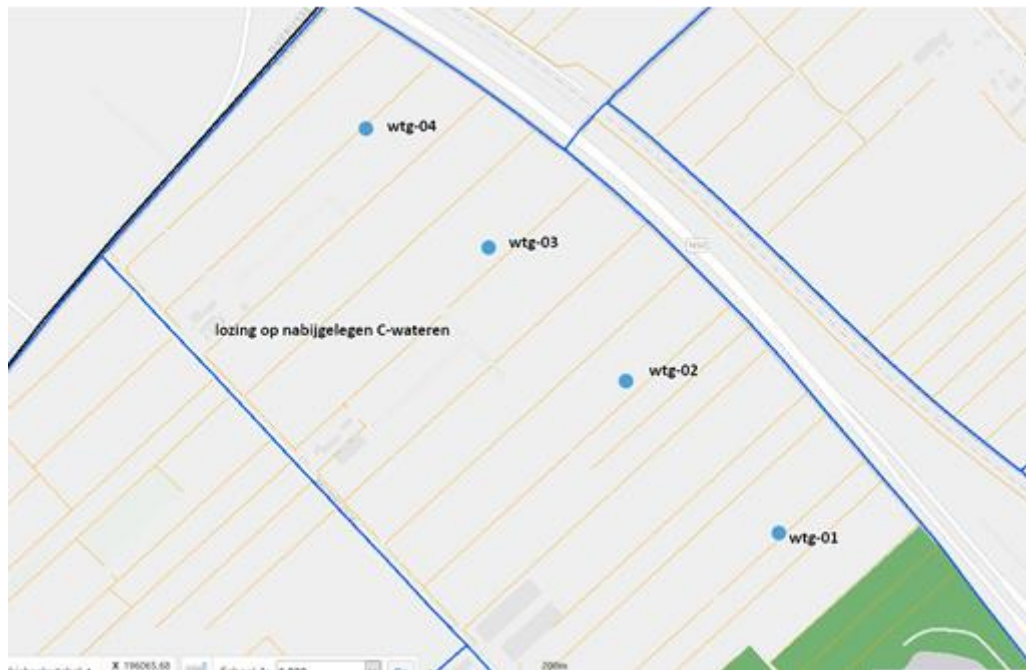 wtg-04
wtg-03
lozing op nabijgelegen C-wateren
wtg-02
wtg-01
X 196065.68
200m